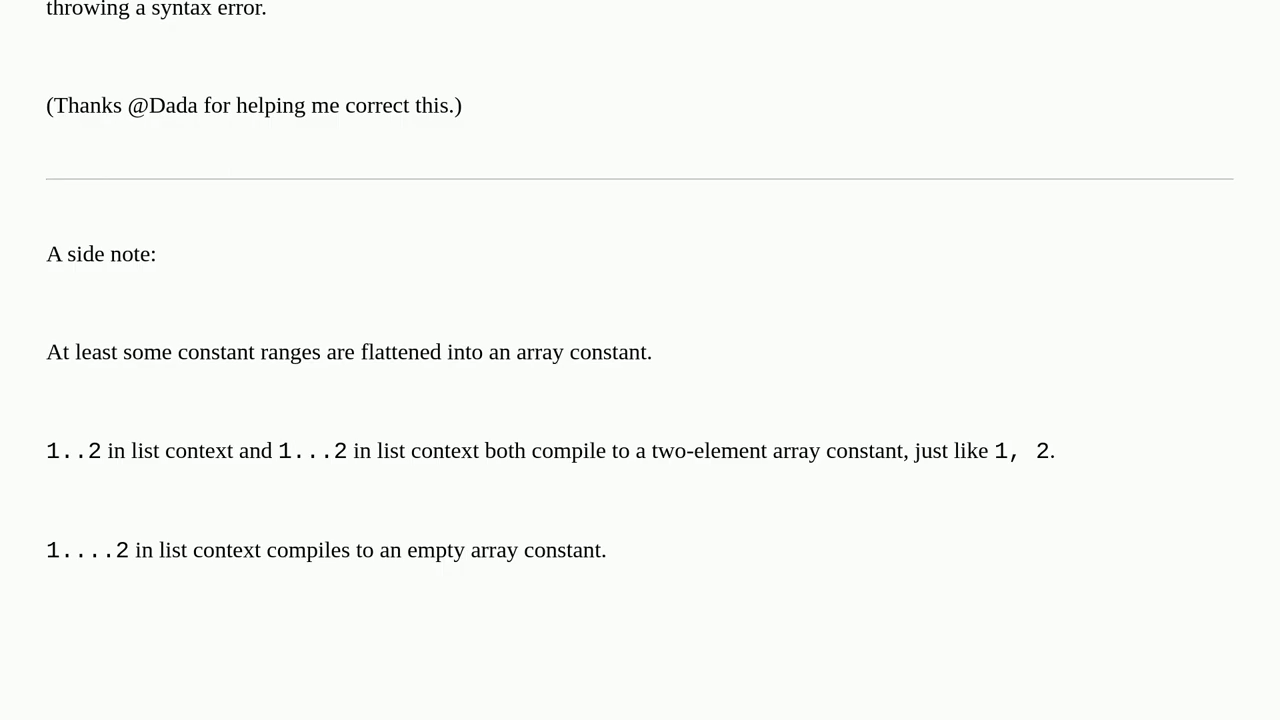 throwing a syntax error.
(Thanks @Dada for helping me correct this.)
A side note:
At least some constant ranges are flattened into an array constant.
1..2 in list context and 1...2 in list context both compile to a two-element array constant, just like 1, 2.
1....2 in list context compiles to an empty array constant.